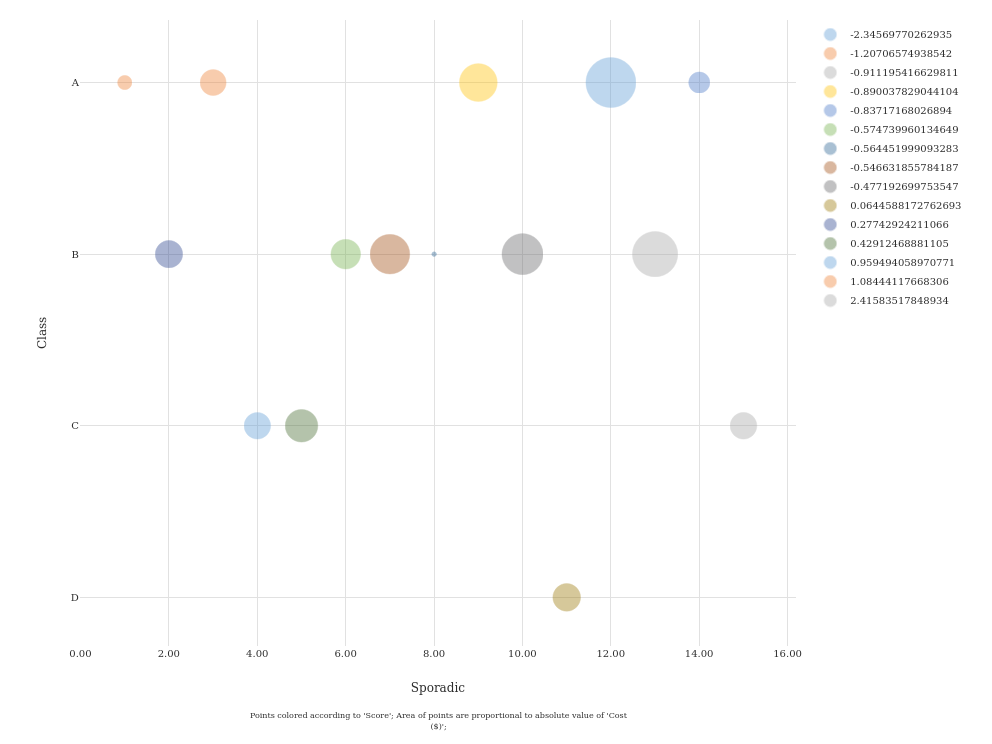 -2.34569770262935
-1.20706574938542
-0.911195416629811
A
-0.890037829044104
-0.83717168026894
-0.574739960134649
-0.564451999093283
-0.546631855784187
-0.477192699753547
0.0644588172762693
0.27742924211066
0.42912468881105
B
0.959494058970771
1.08444117668306
2.41583517848934
Class
C
D
0.00 2.00 4.00 6.00 8.00 10.00 12.00 14.00 16.00
Sporadic
Points colored according to 'Score'; Area of points are proportional to absolute value of 'Cost
($)';